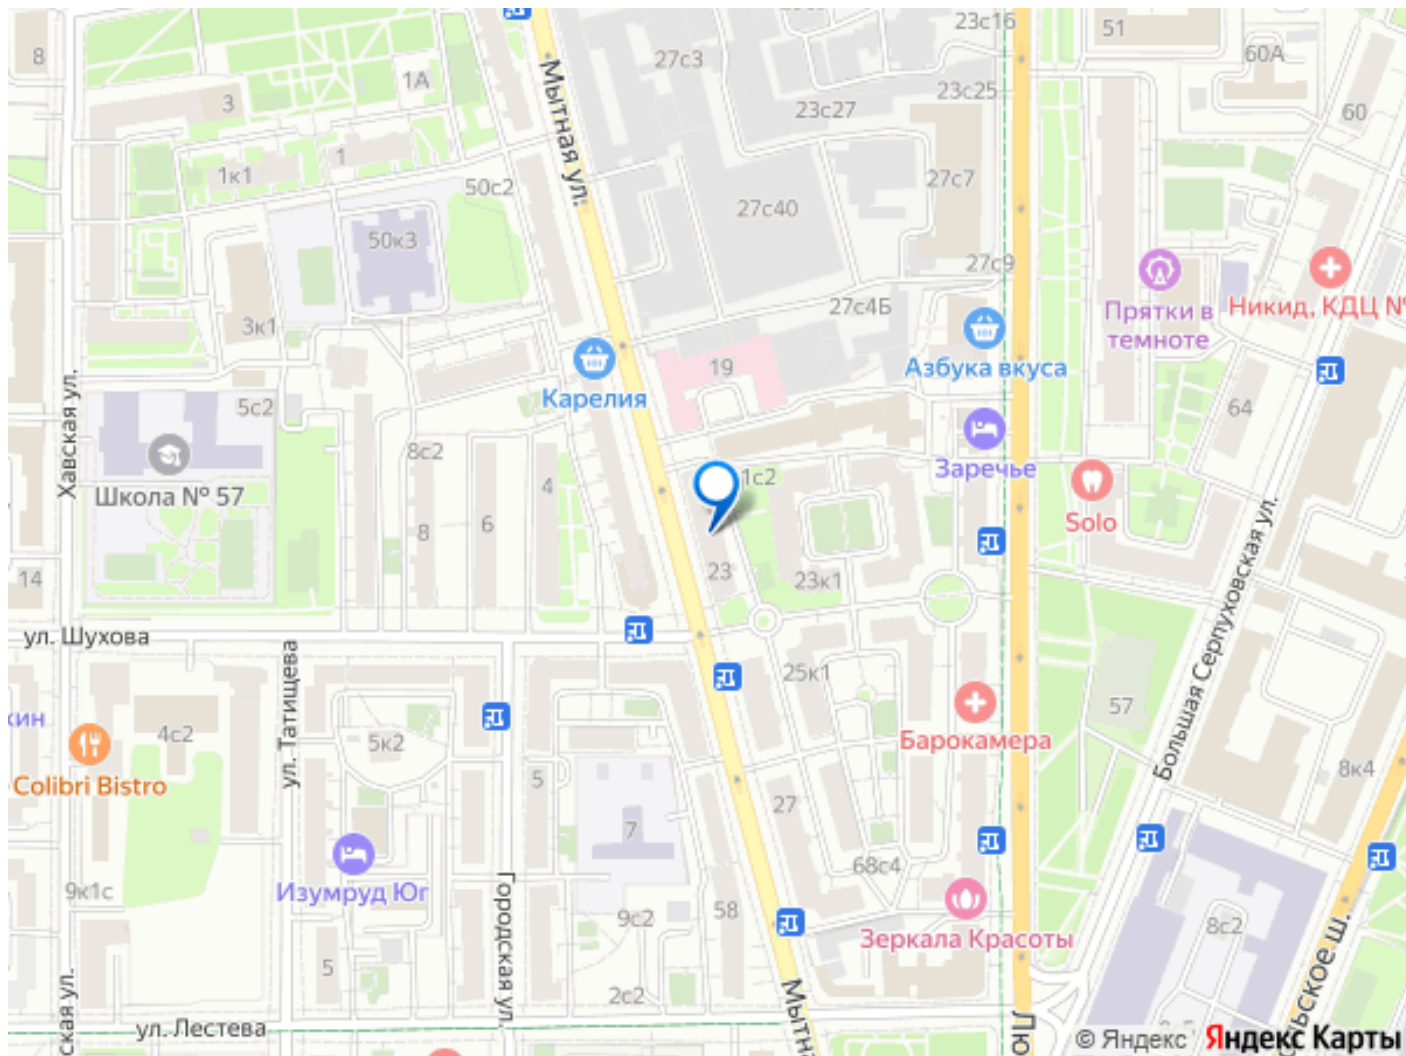 23с16
51
8
27с3
60А
1А
3
23с25
23с27
60
Мытная ул.
1
1к1
50с2
27с7
27с40
50к3
27с9
Никид. КДЦ №
Прятки в
темноте
27с4Б
3к1
19
Азбука вкуса
Карелия
Хавская ул.
5с2
64
8с2
Заречье
1с2
4
Школа № 57
Solo
6
8
14
23
23к1
ул. Шухова
25к1
ул. Татищева
Большая Серпуховская ул.
57
4с2
5к2
Барокамера
8к4
Colibri Bistro
5
27
7
68с4
Изумруд Юг
9к1с
Городская ул.
58
9с2
Зеркала Красоты
8с2
5
2с2
ул. Лестева
© Яндекс
Яндекс Карты